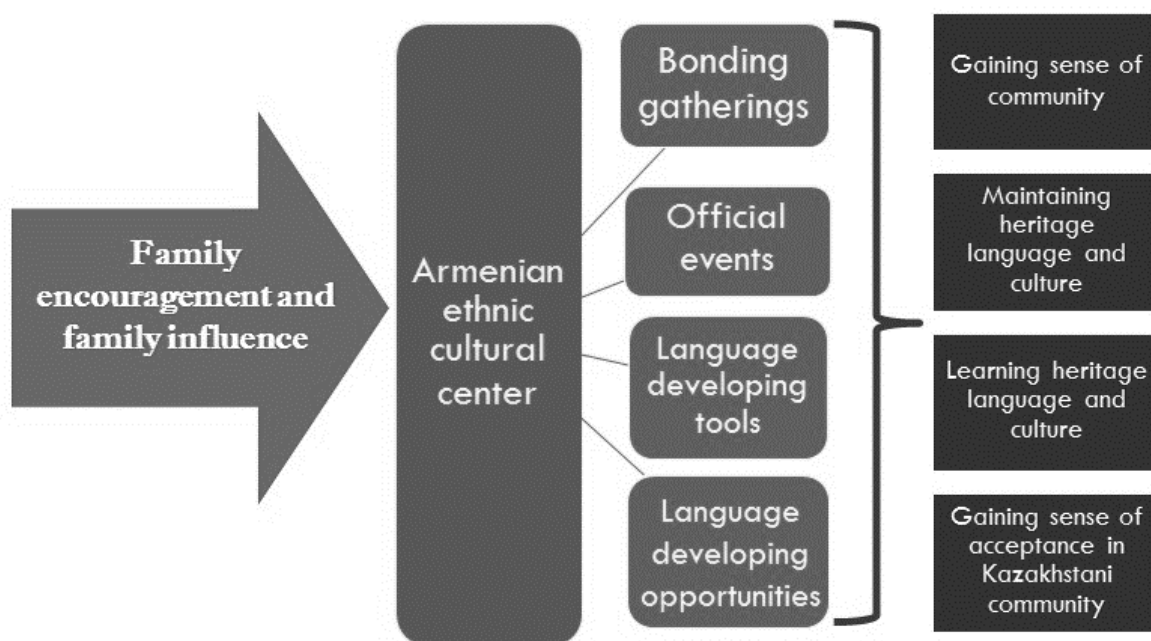 Family
encouragement and
family influence
Armenian
ethnic
cultural
center
Bonding
gatherings
Official
events
Language
developing
tools
Language
developing
opportunities
Gaining sense of
community
Maintaining
heritage
language and
culture
Learning heritage
language and
culture
Gaining sense of
acceptance in
Kazakhstani
community